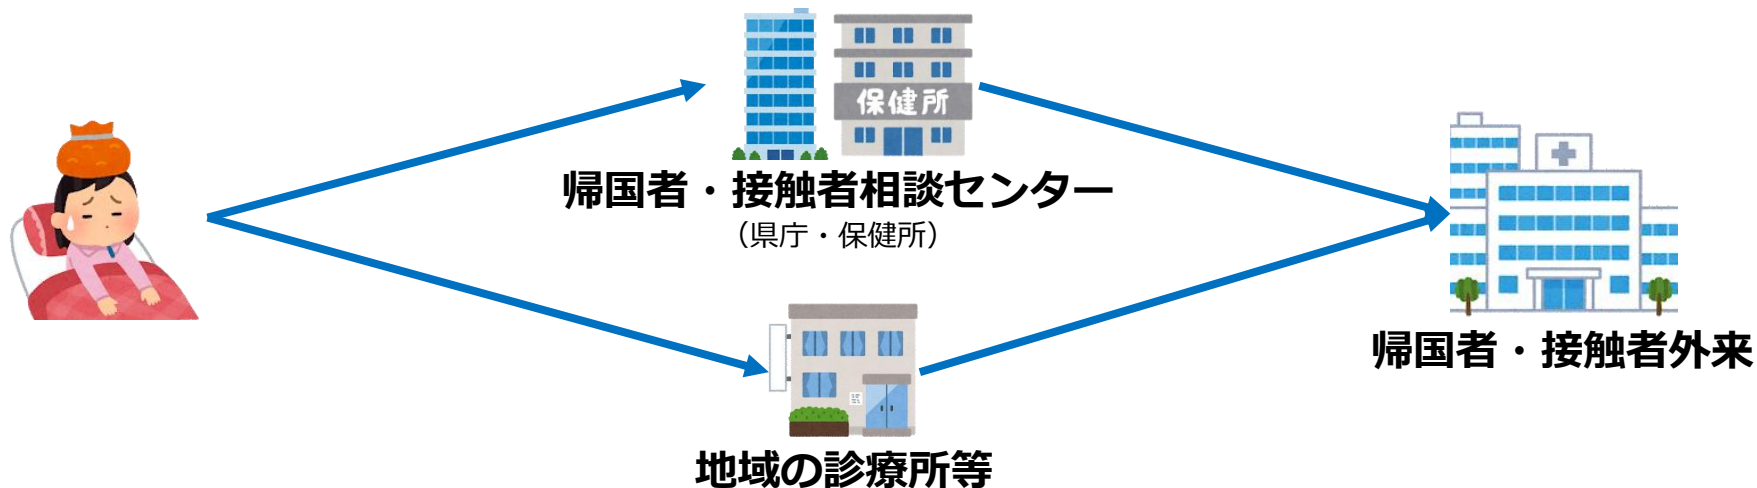 保健所
帰国者・接触者相談センター
（県庁・保健所）
地域の診療所等
帰国者・接触者外来